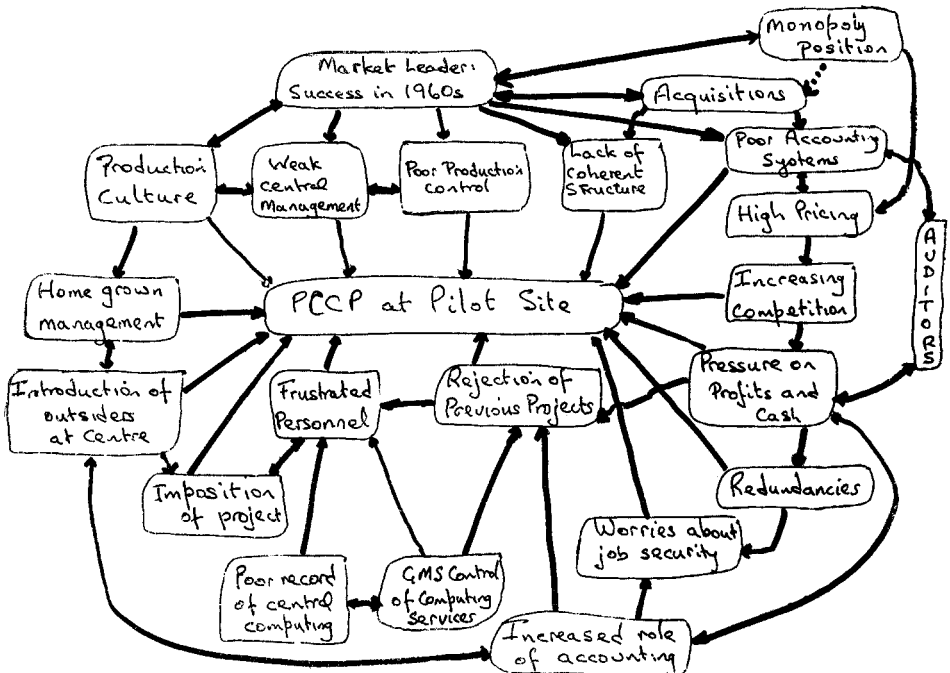 Monopoly
Position
Market Leader:
Success in 1960s
Acquisitions
Production
Culture
Weak
central
Management
Poor Production
Control
Lack of
Coherent
Structure
Poor Accounting
Systems
High Pricing
AUDITORS
Home grown
management
PCCP at Pilot Site
Increasing
Competition
Introduction of
outsiders
at Centre
Frustrated
Personnel
Rejection of
Previous Projects
Pressure on
Profits and
Cash
Imposition
of project
Redundancies
Worries about
job security
Poor record
of central
computing
GMS Control
of Computing
Services
Increased role
of accounting